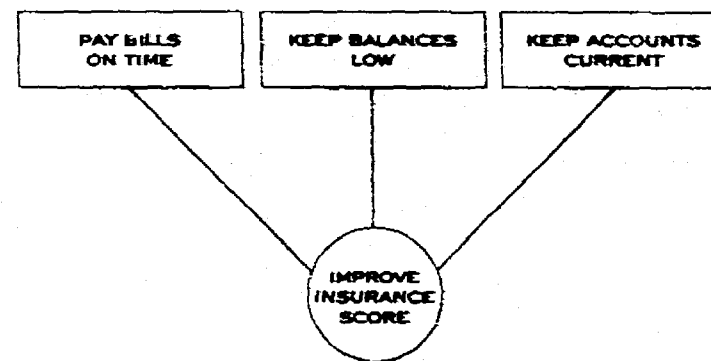 PAY BILLS
ON TIME
KEEP BALANCES
LOW
KEEP ACCOUNTS
CURRENT
IMPROVE
INSURANCE
SCORE